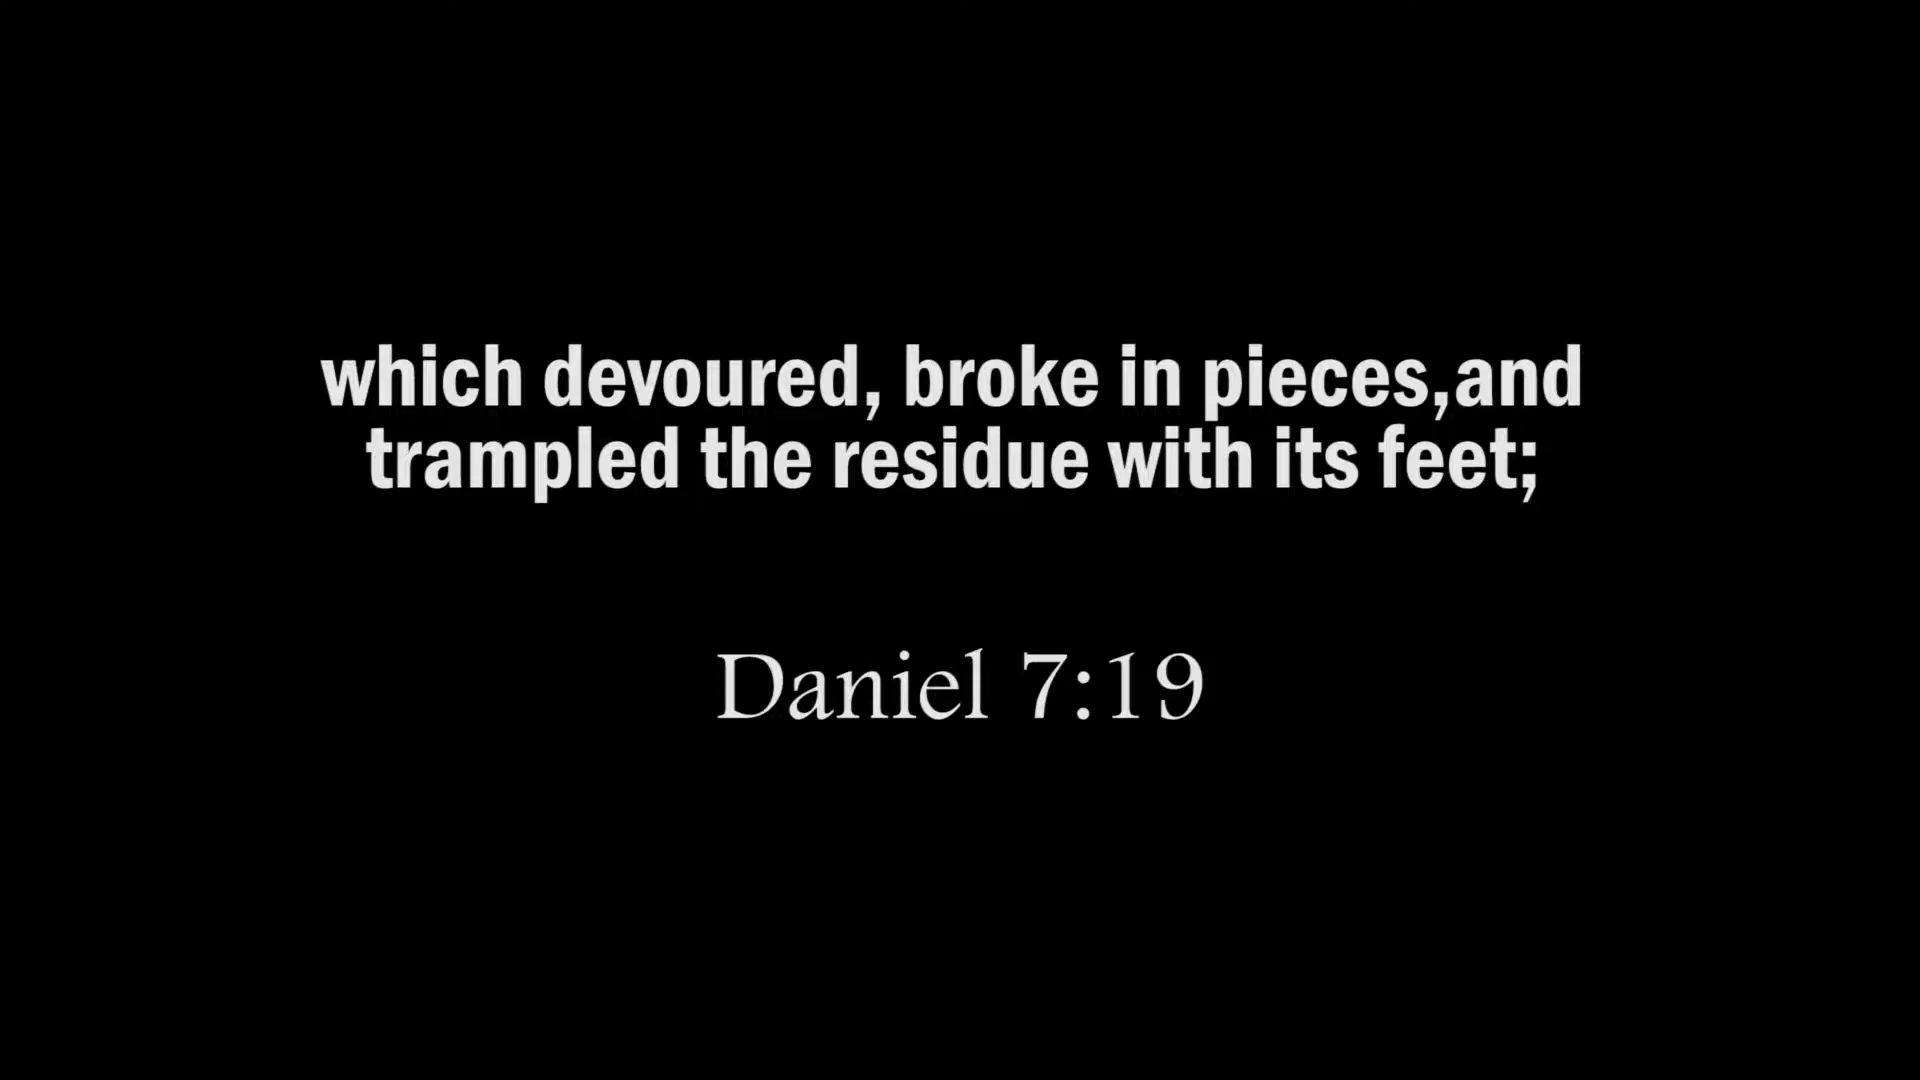 which devoured, broke in pieces,and
trampled the residue with its feet;
Daniel 7:19